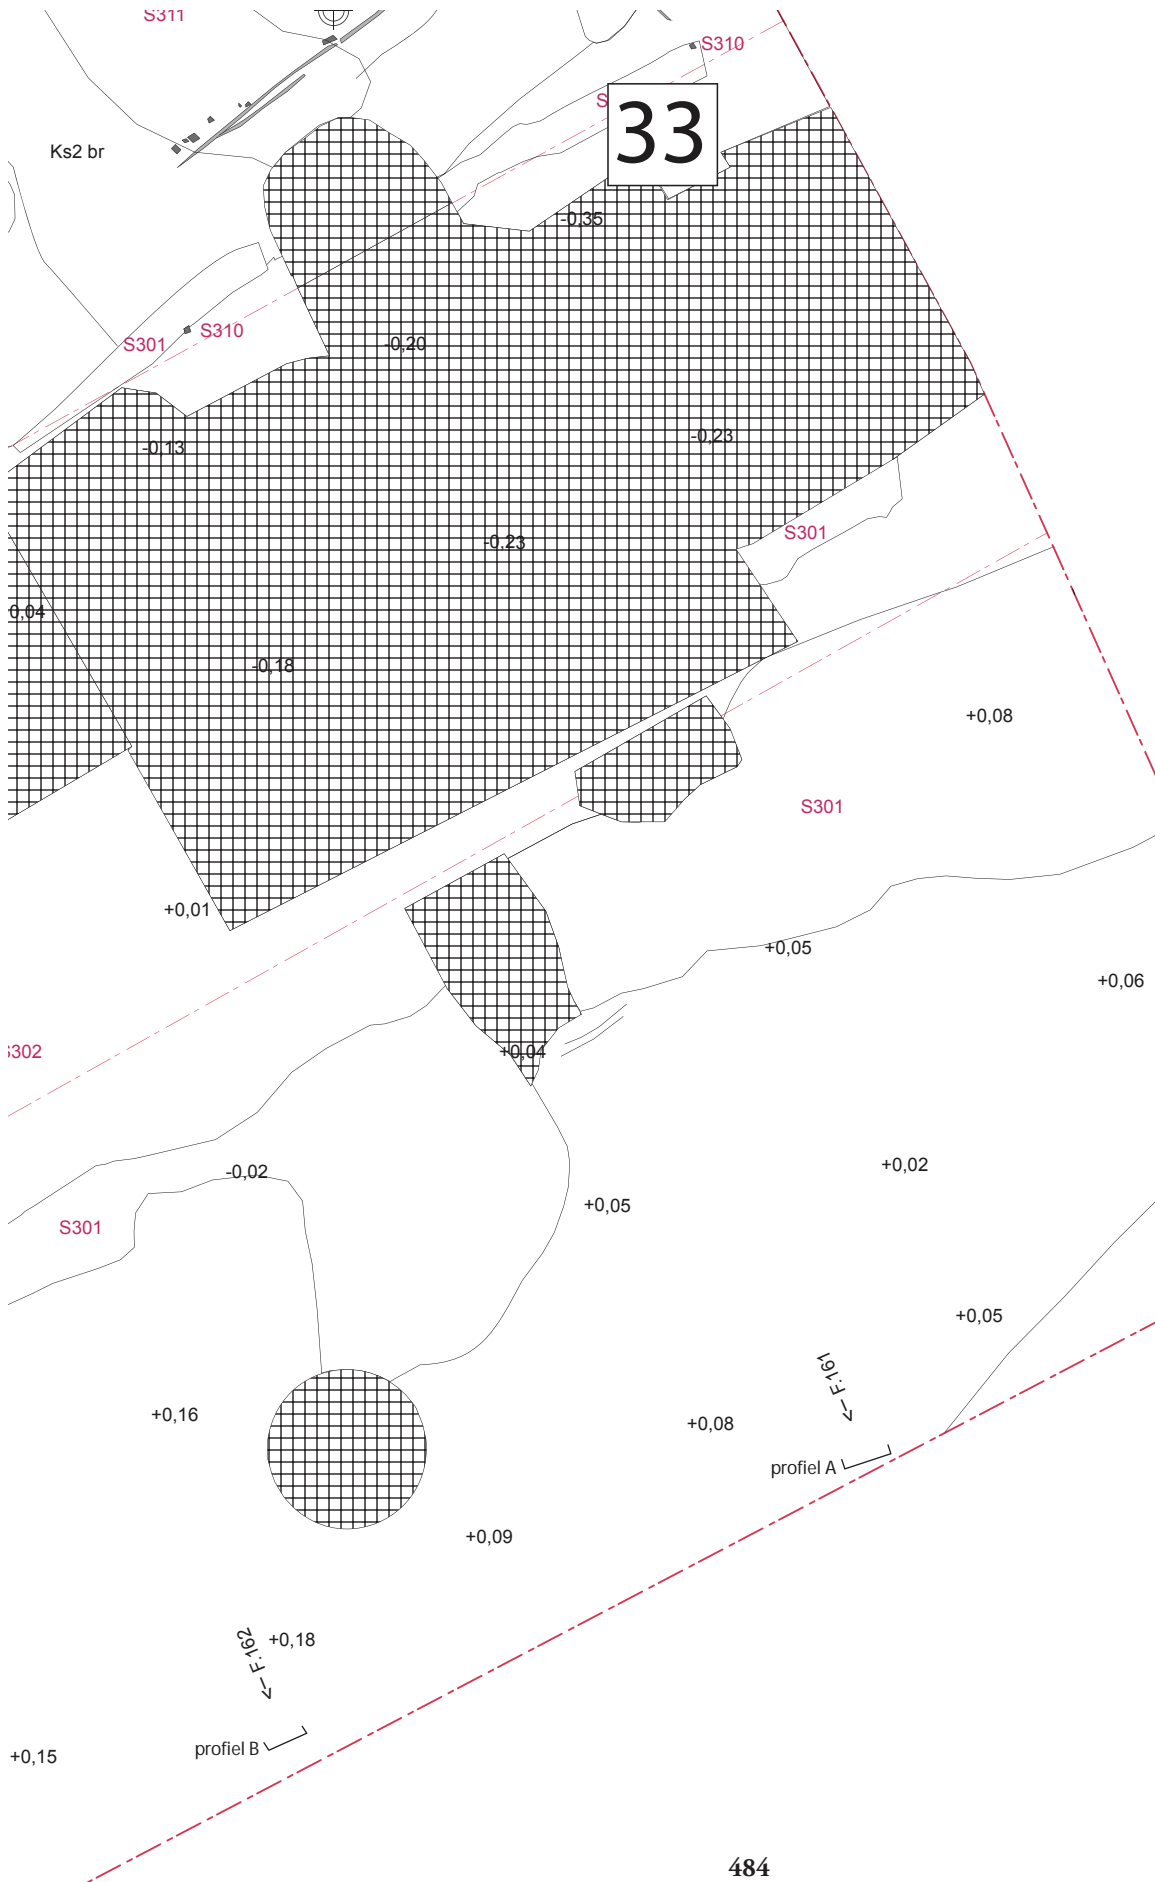 S311
S310
33
Ks2 br
-0,35
S301
S310
-0,20
-0,13
-0,23
-0,23
S301
0,04
-0,18
+0,08
S301
+0,01
+0,05
+0,06
S302
+0,04
-0,02
+0,02
+0,05
S301
+0,05
F.161
+0,16
+0,08
profiel A
+0,09
F.162
+0,18
profiel B
+0,15
484